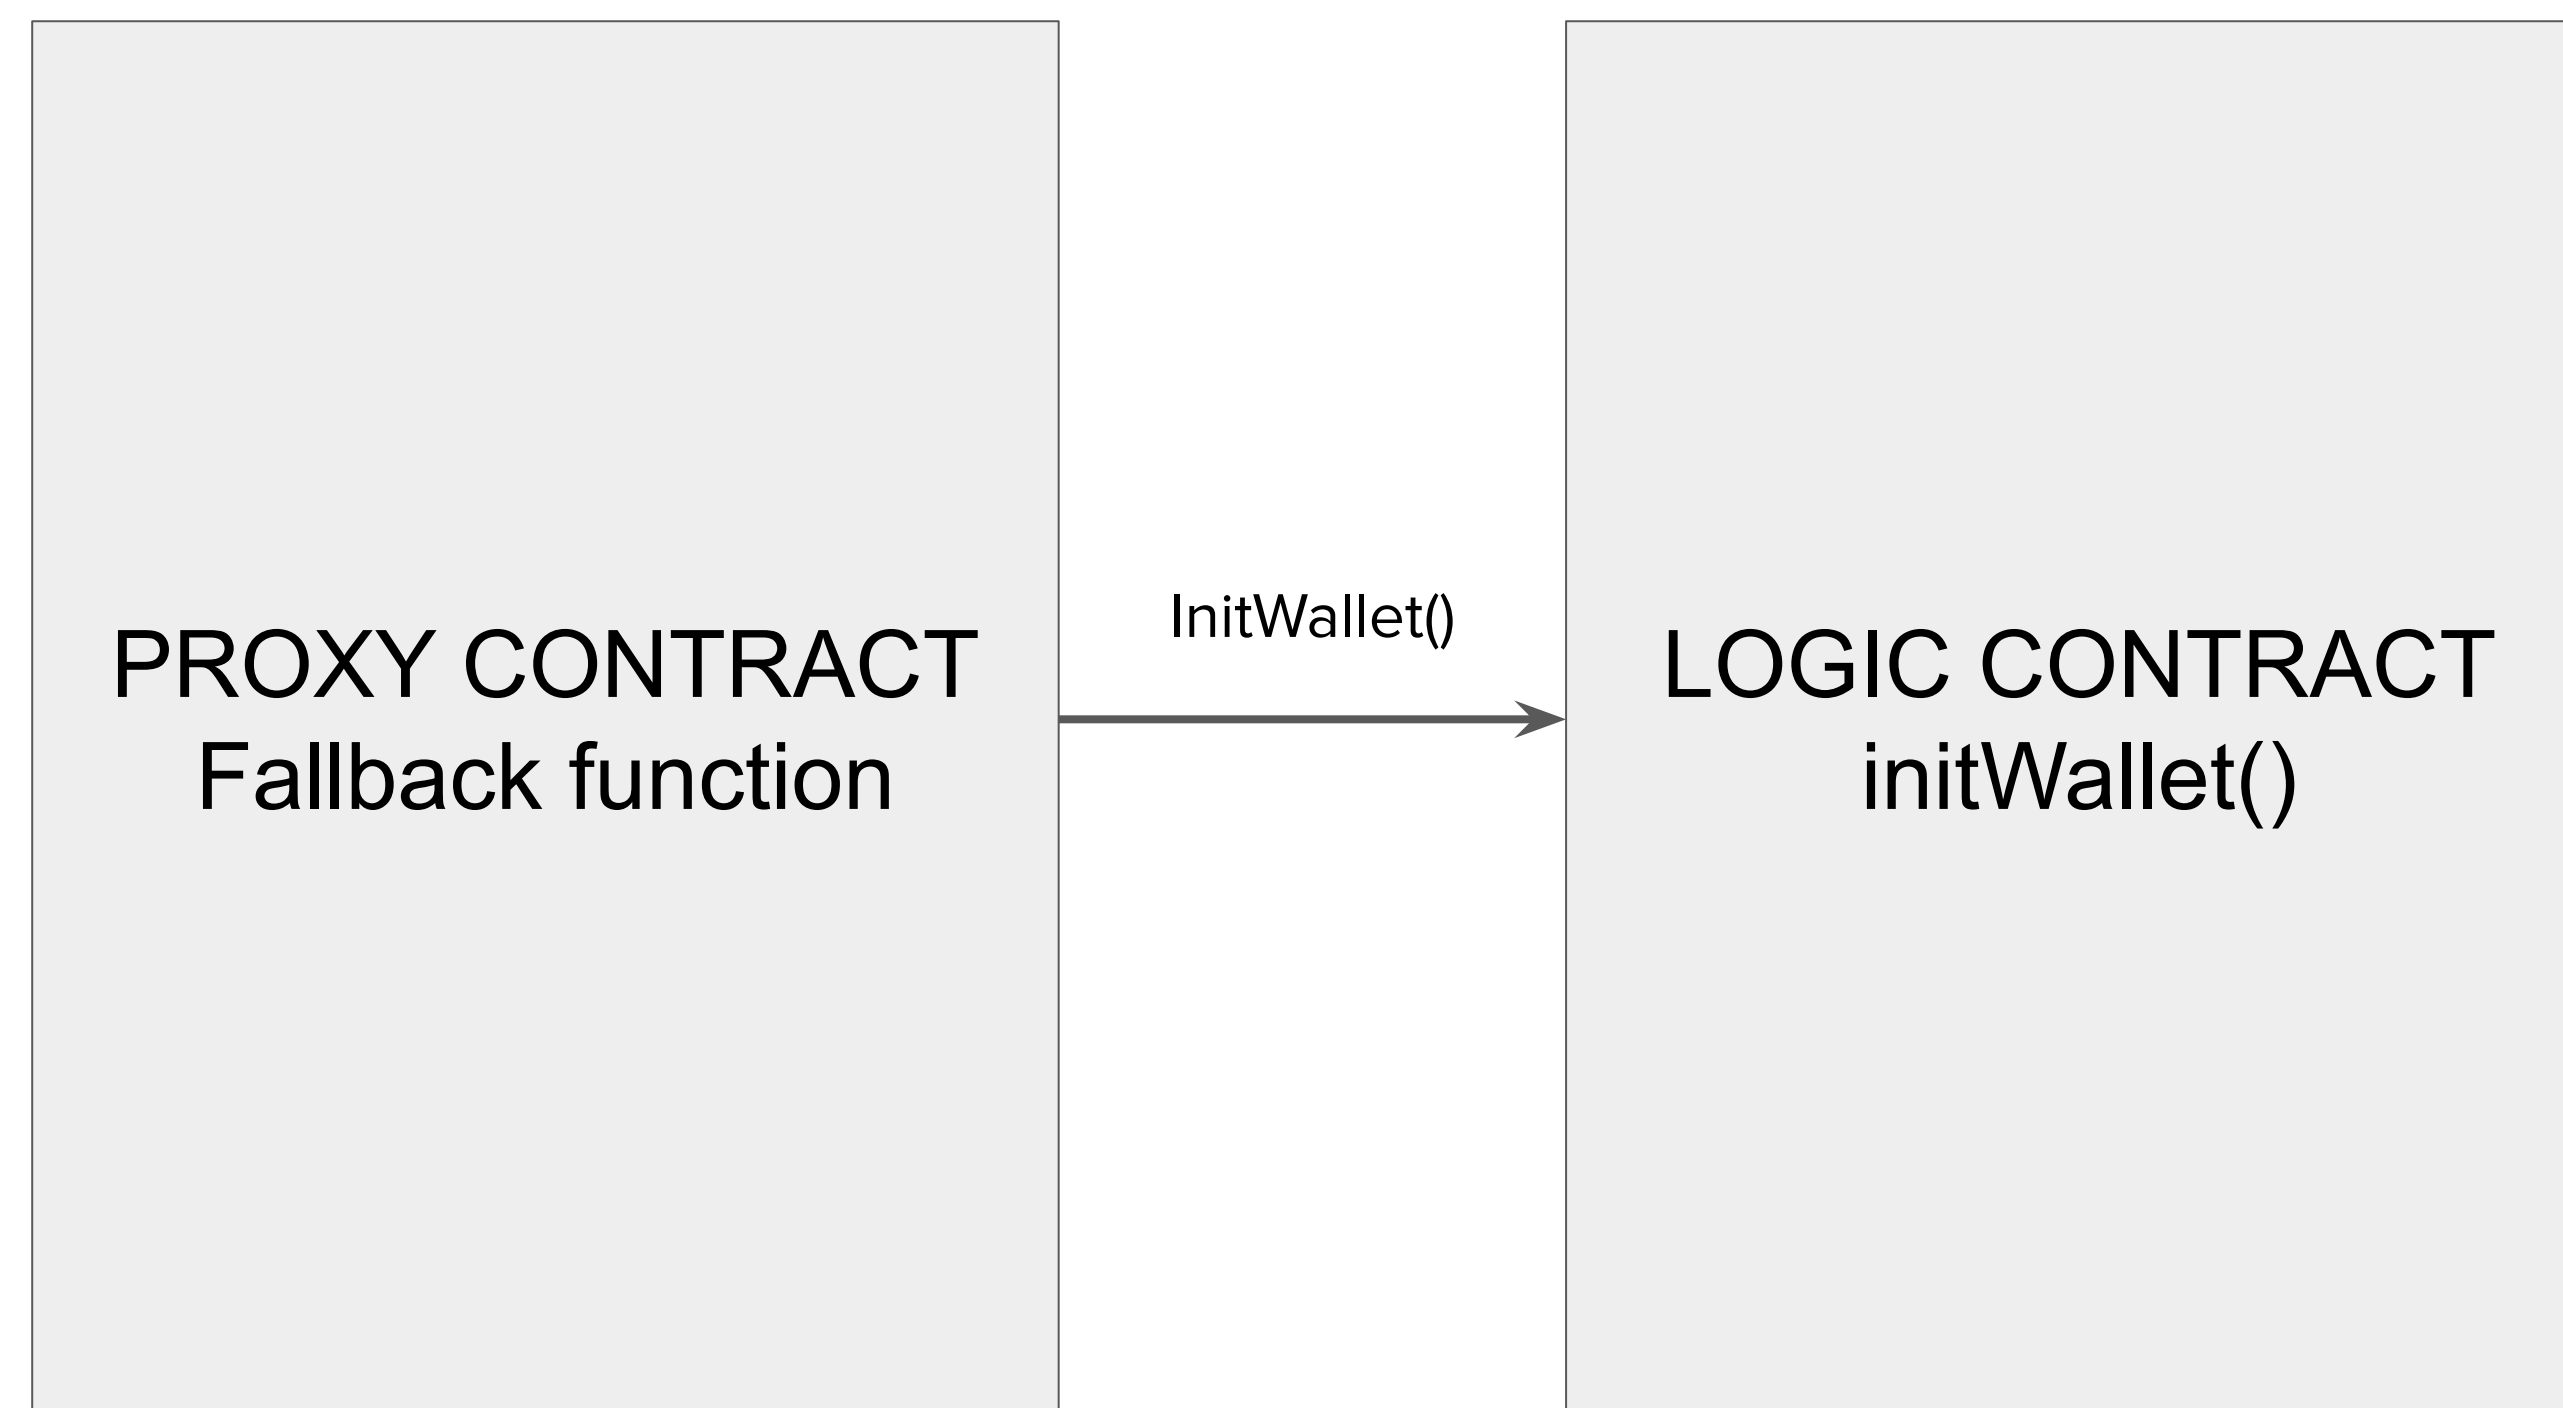 PROXY CONTRACT
Fallback function
InitWallet()
LOGIC CONTRACT
initWallet()